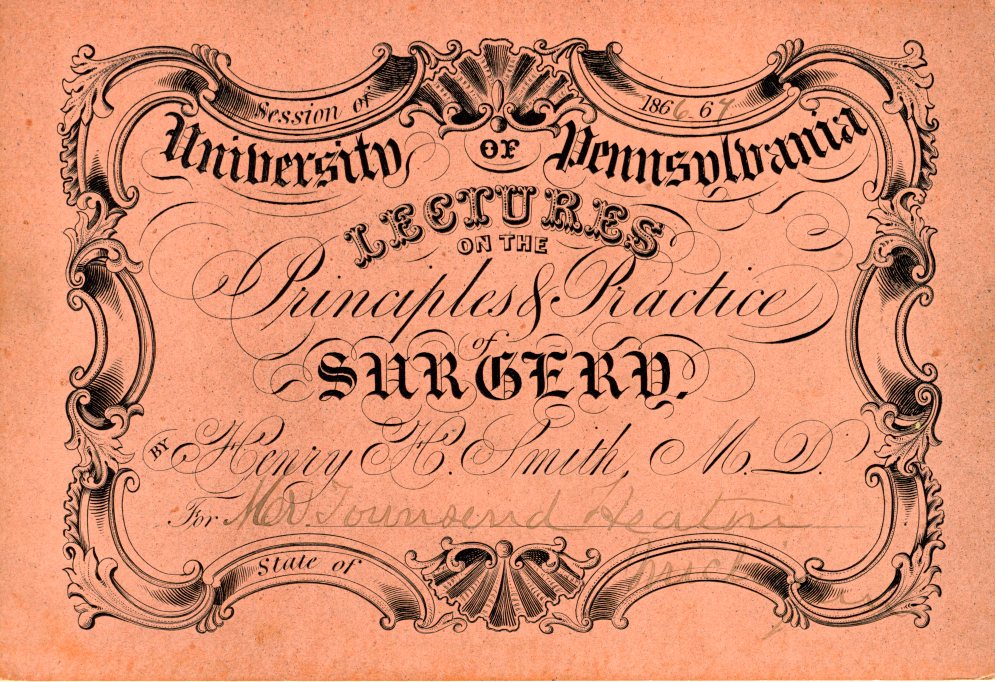 Session of 1866.67
University OF Pennsylvania
LECTURES
ON THE
Principles & Practice
of
SURGERY.
BY Henry H. Smith, M.D.
For Mr. Townsend Heaton
State of